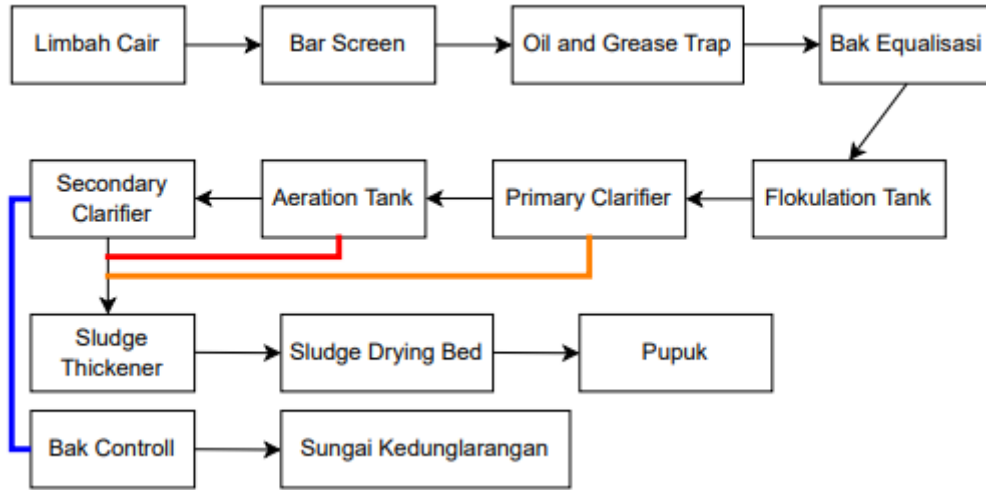 Limbah Cair
Bar Screen
Oil and Grease Trap
Bak Equalisasi
Secondary
Clarifier
Aeration Tank
Primary Clarifier
Flokulation Tank
Sludge
Thickener
Sludge Drying Bed
Pupuk
Bak Controll
Sungai Kedunglarangan